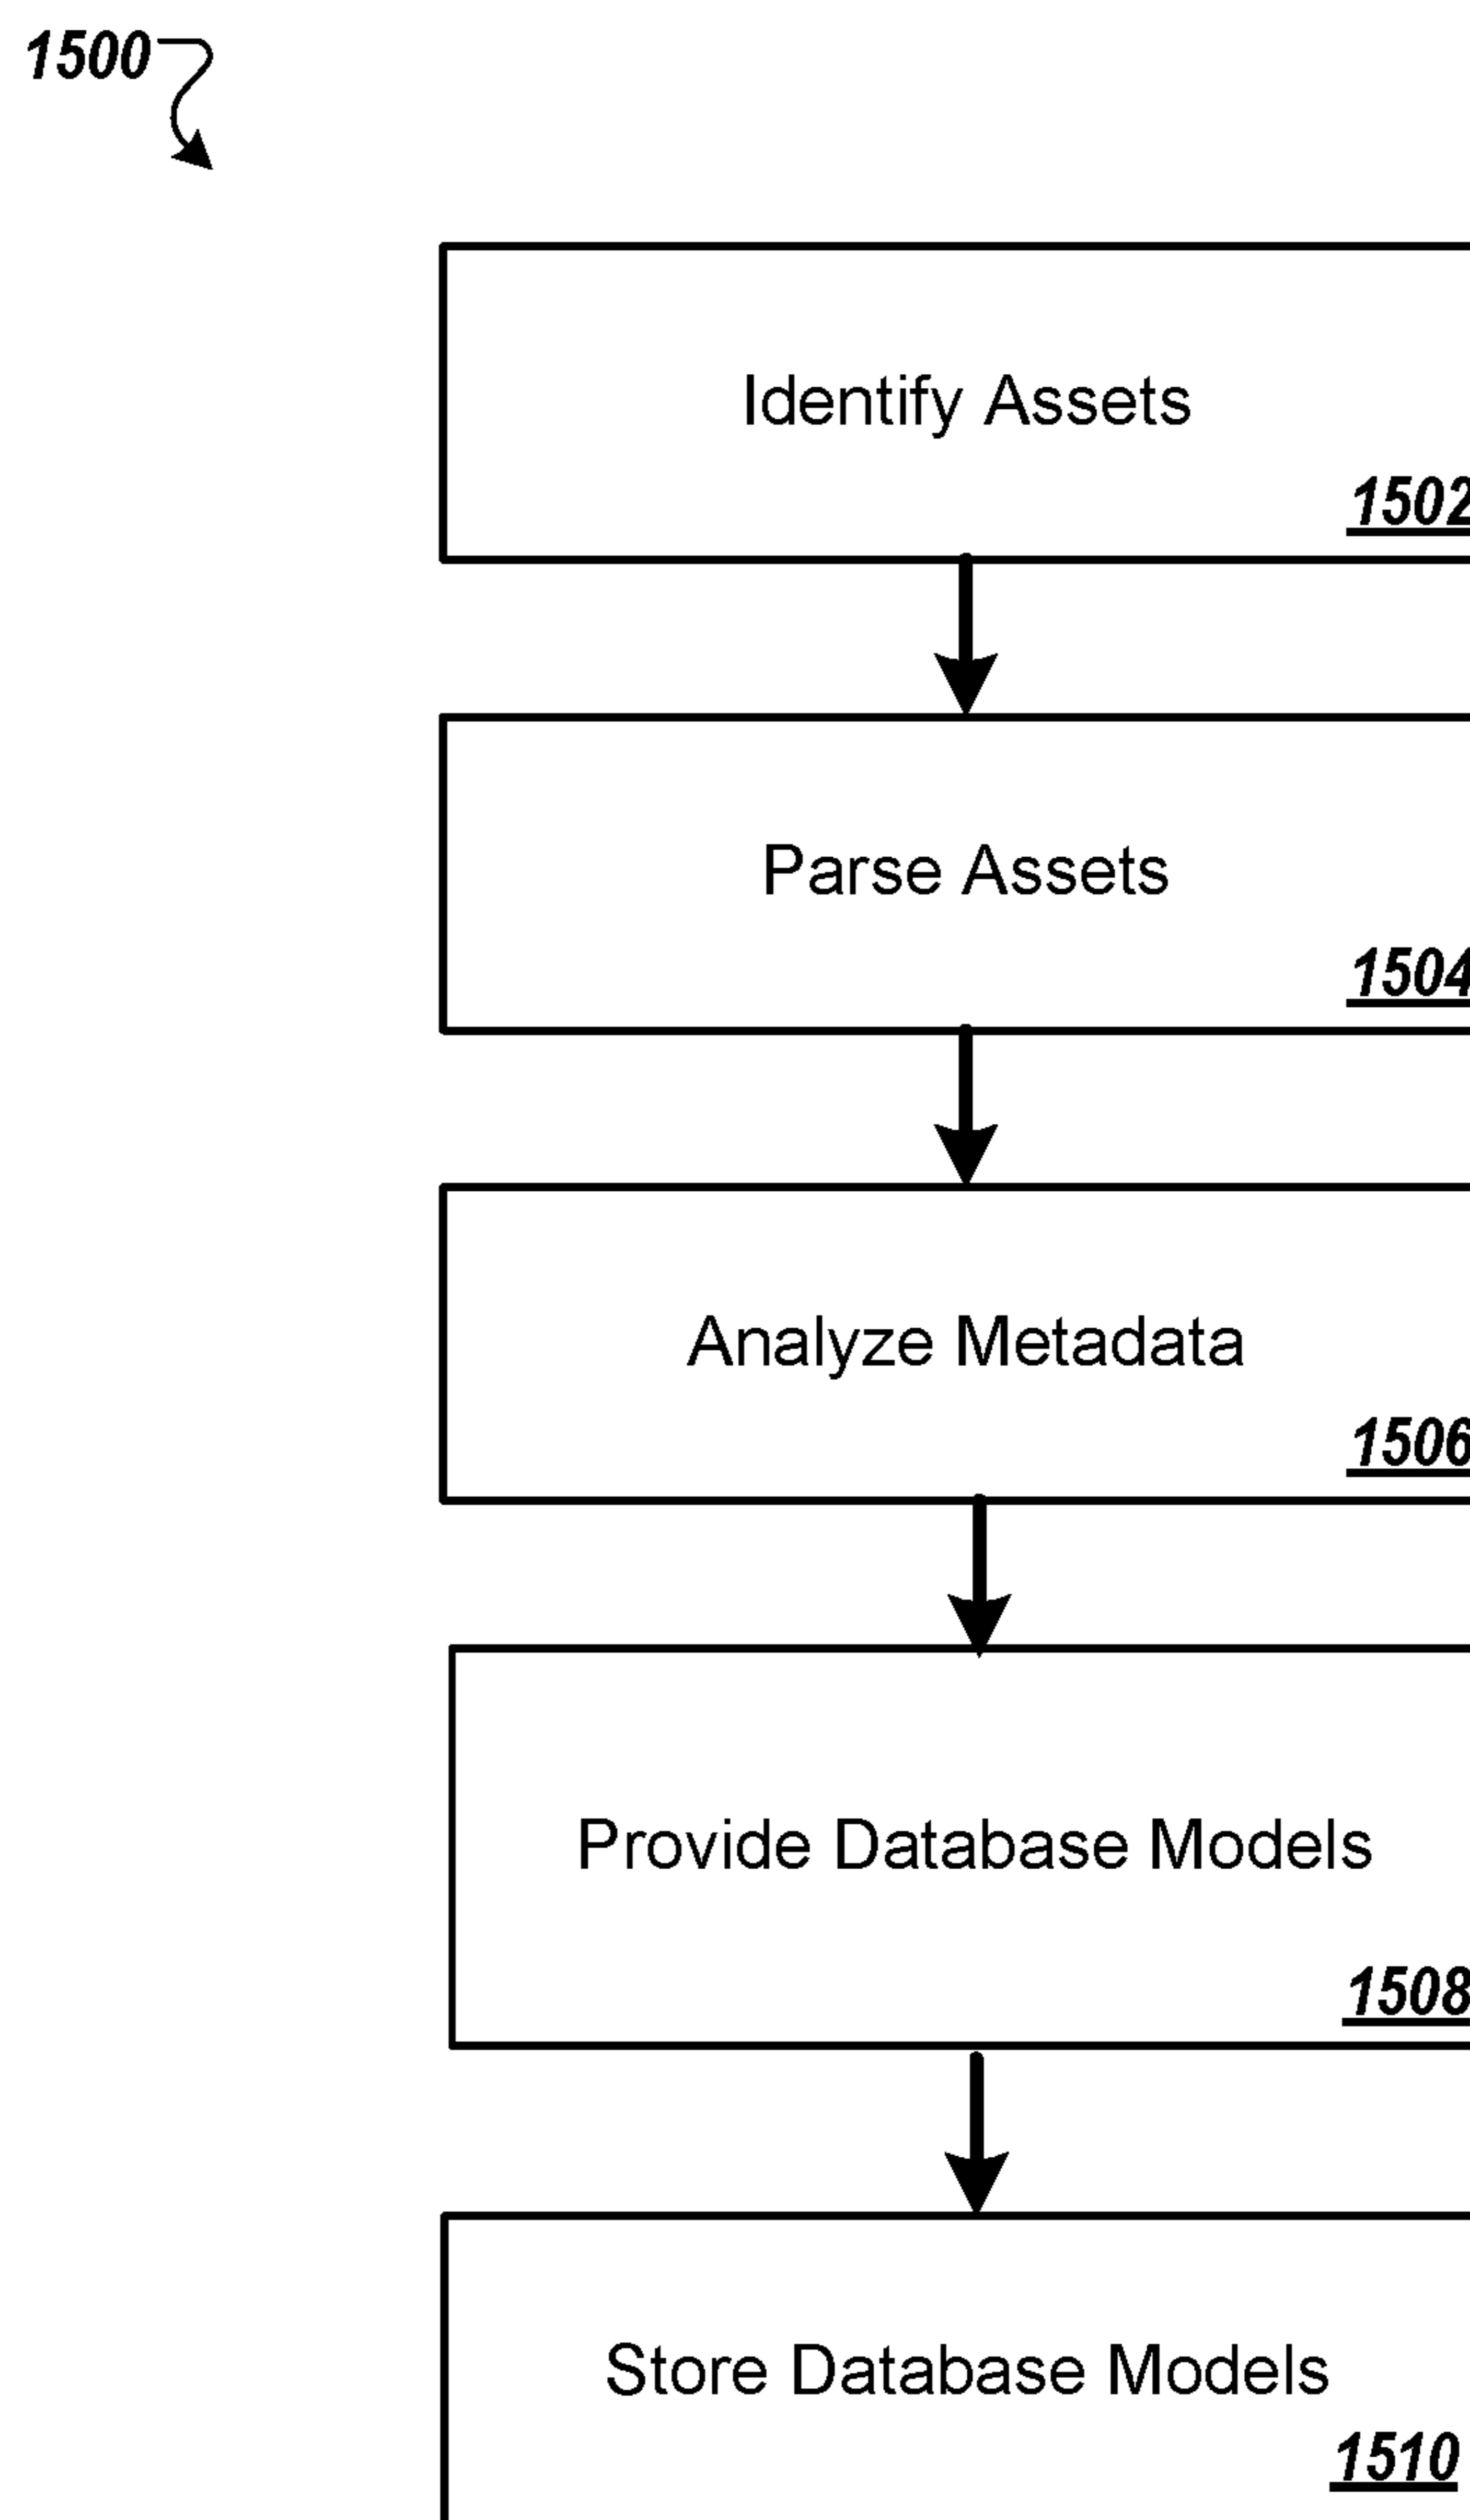 1500
Identify Assets
1502
Parse Assets
1504
Analyze Metadata
1506
Provide Database Models
1508
Store Database Models
1510